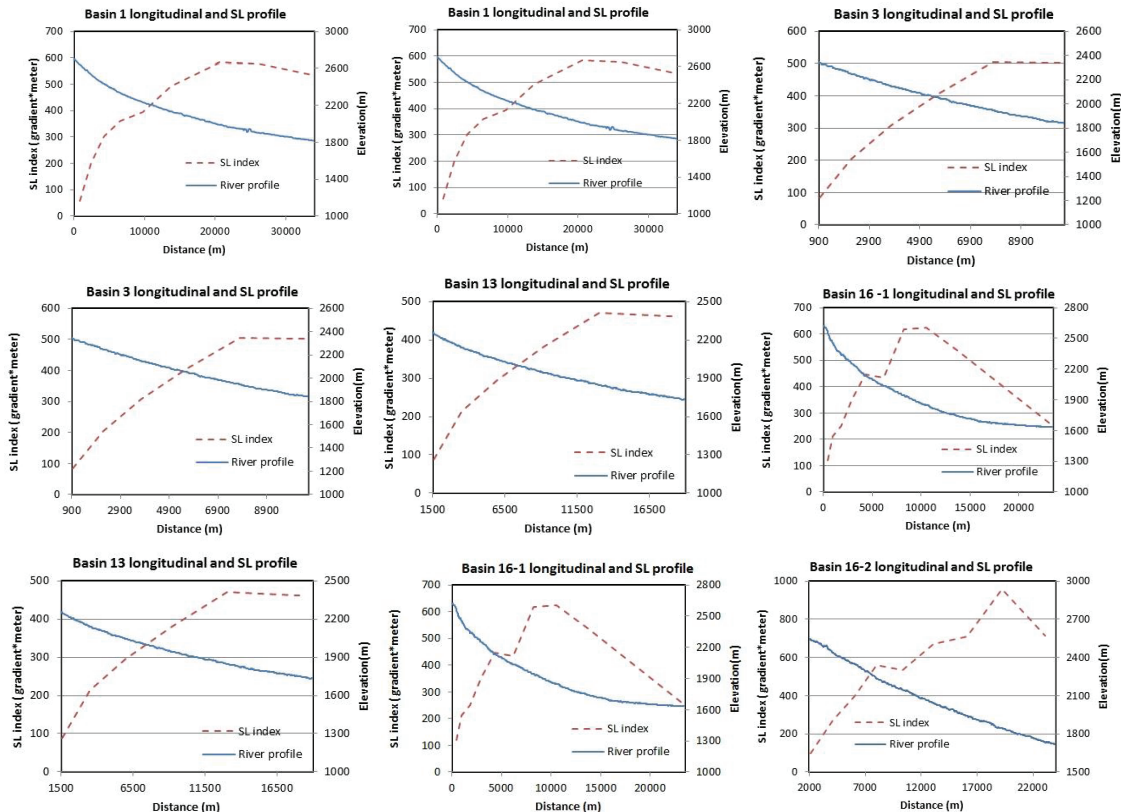 Basin 1 longitudinal and SL profile
SL index (gradient*meter)
700
600
500
400
300
200
100
0
3000
2600
2200
1800
1400
1000
Elevation(m)
SL index
River profile
0 10000 20000 30000
Distance (m)
Basin 1 longitudinal and SL profile
SL index (gradient*meter)
700
600
500
400
300
200
100
0
3000
2600
2200
1800
1400
1000
Elevation(m)
SL index
River profile
0 10000 20000 30000
Distance (m)
Basin 3 longitudinal and SL profile
SL index (gradient*meter)
600
500
400
300
200
100
0
2600
2400
2200
2000
1800
1600
1400
1200
1000
Elevation(m)
SL index
River profile
900 2900 4900 6900 8900
Distance (m)
Basin 3 longitudinal and SL profile
SL index (gradient*meter)
600
500
400
300
200
100
0
2600
2400
2200
2000
1800
1600
1400
1200
1000
Elevation(m)
SL index
River profile
900 2900 4900 6900 8900
Distance (m)
Basin 13 longitudinal and SL profile
SL index (gradient*meter)
500
400
300
200
100
0
2500
2200
1900
1600
1300
1000
Elevation(m)
SL index
River profile
1500 6500 11500 16500
Distance (m)
Basin 16 -1 longitudinal and SL profile
SL index (gradient*meter)
700
600
500
400
300
200
100
0
2800
2500
2200
1900
1600
1300
1000
Elevation(m)
SL index
River profile
0 5000 10000 15000 20000
Distance (m)
Basin 13 longitudinal and SL profile
SL index (gradient*meter)
500
400
300
200
100
0
2500
2200
1900
1600
1300
1000
Elevation(m)
SL index
River profile
1500 6500 11500 16500
Distance (m)
Basin 16-1 longitudinal and SL profile
SL index (gradient*meter)
700
600
500
400
300
200
100
0
2800
2500
2200
1900
1600
1300
1000
Elevation(m)
SL index
River profile
0 5000 10000 15000 20000
Distance (m)
Basin 16-2 longitudinal and SL profile
SL index (gradient*meter)
1000
800
600
400
200
0
3000
2700
2400
2100
1800
1500
Elevation(m)
SL index
River profile
2000 7000 12000 17000 22000
Distance (m)